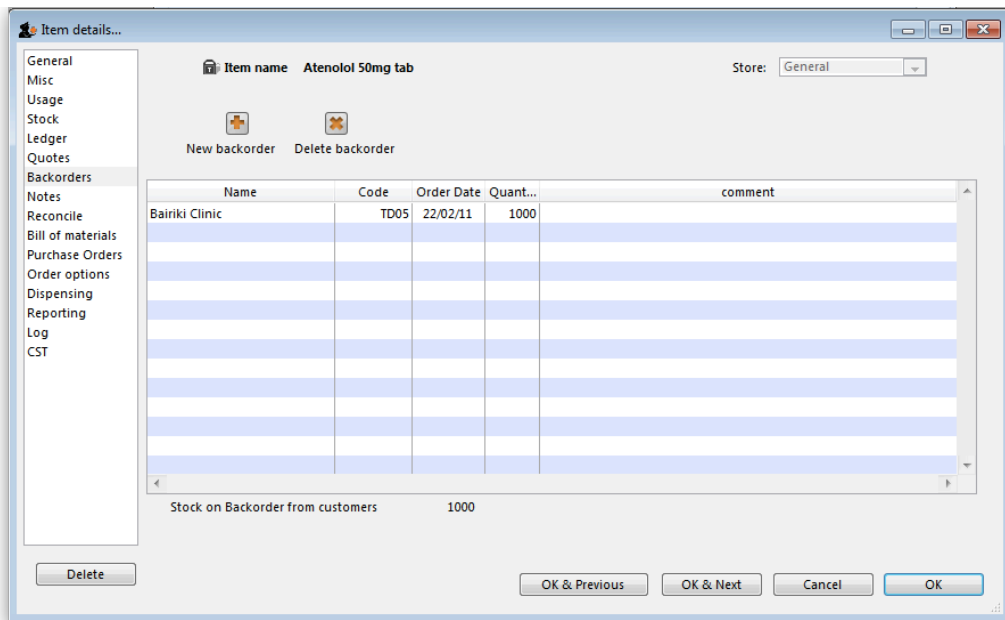 Item details...
General
Misc
Usage
Stock
Ledger
Quotes
Backorders
Notes
Reconcile
Bill of materials
Purchase Orders
Order options
Dispensing
Reporting
Log
CST
Item name Atenolol 50mg tab
Store: General
New backorder Delete backorder
Name Code Order Date Quant... comment
Bairiki Clinic TD05 22/02/11 1000
Stock on Backorder from customers 1000
Delete
OK & Previous OK & Next Cancel OK